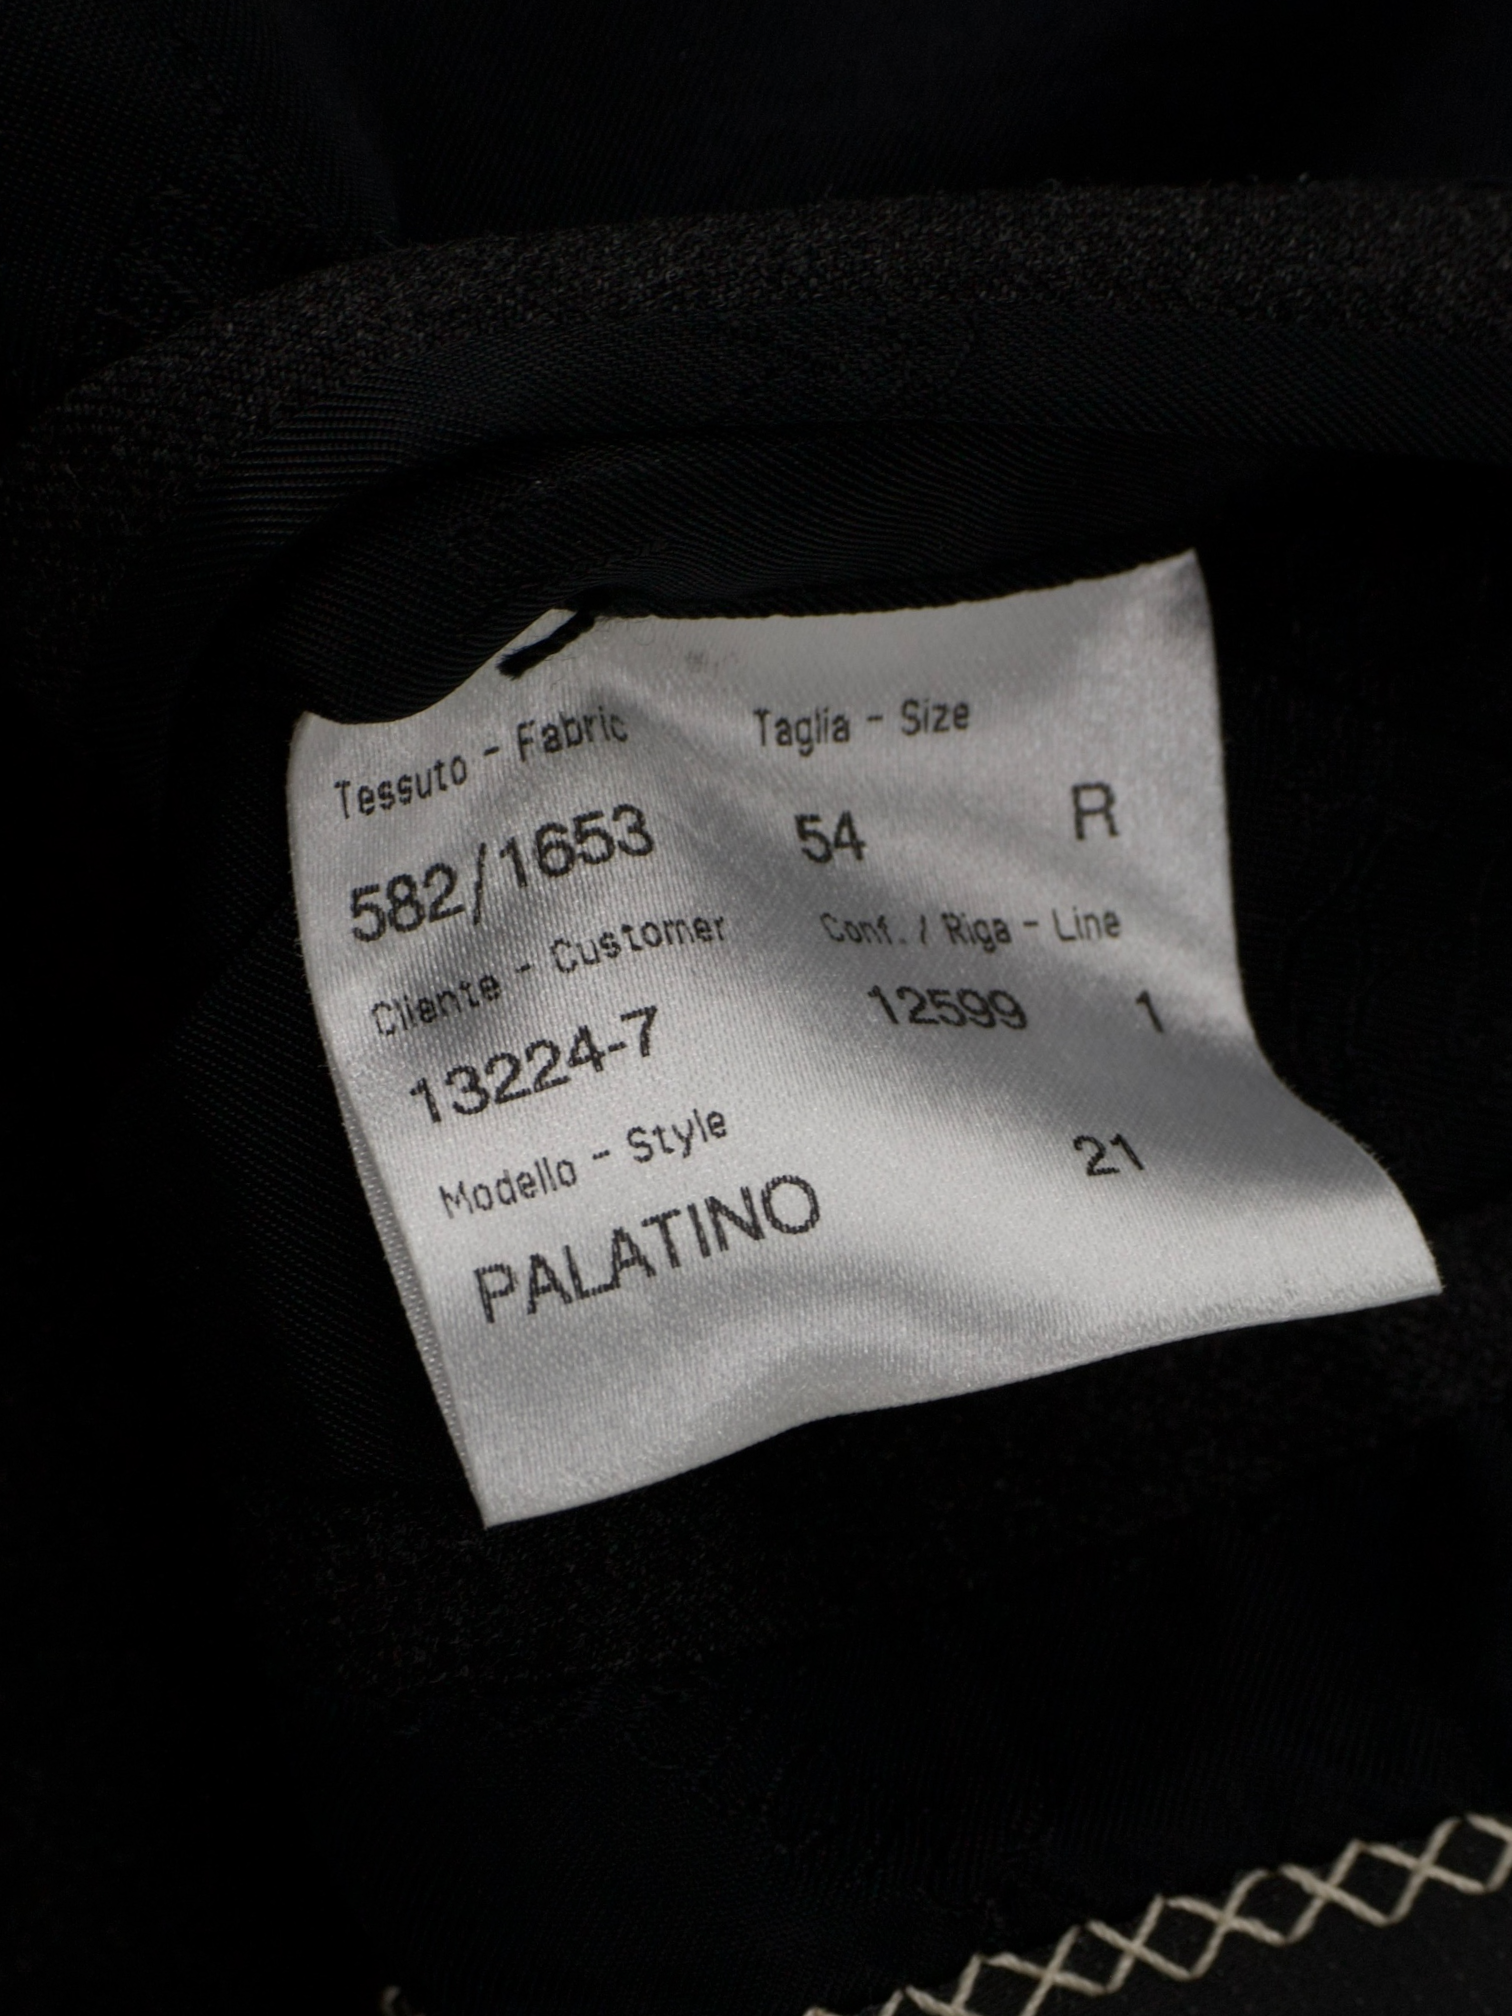 Tessuto - Fabric Taglia - Size
582/1653 54 R
Cliente - Customer Conf. / Riga - Line
13224-7 12599 1
Modello - Style
PALATINO 21